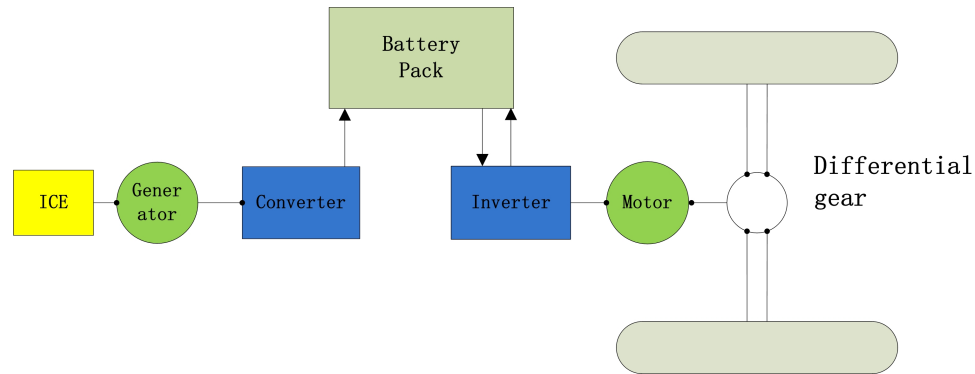 Battery
Pack
ICE
Gener
ator
Converter
Inverter
Motor
Differential
gear